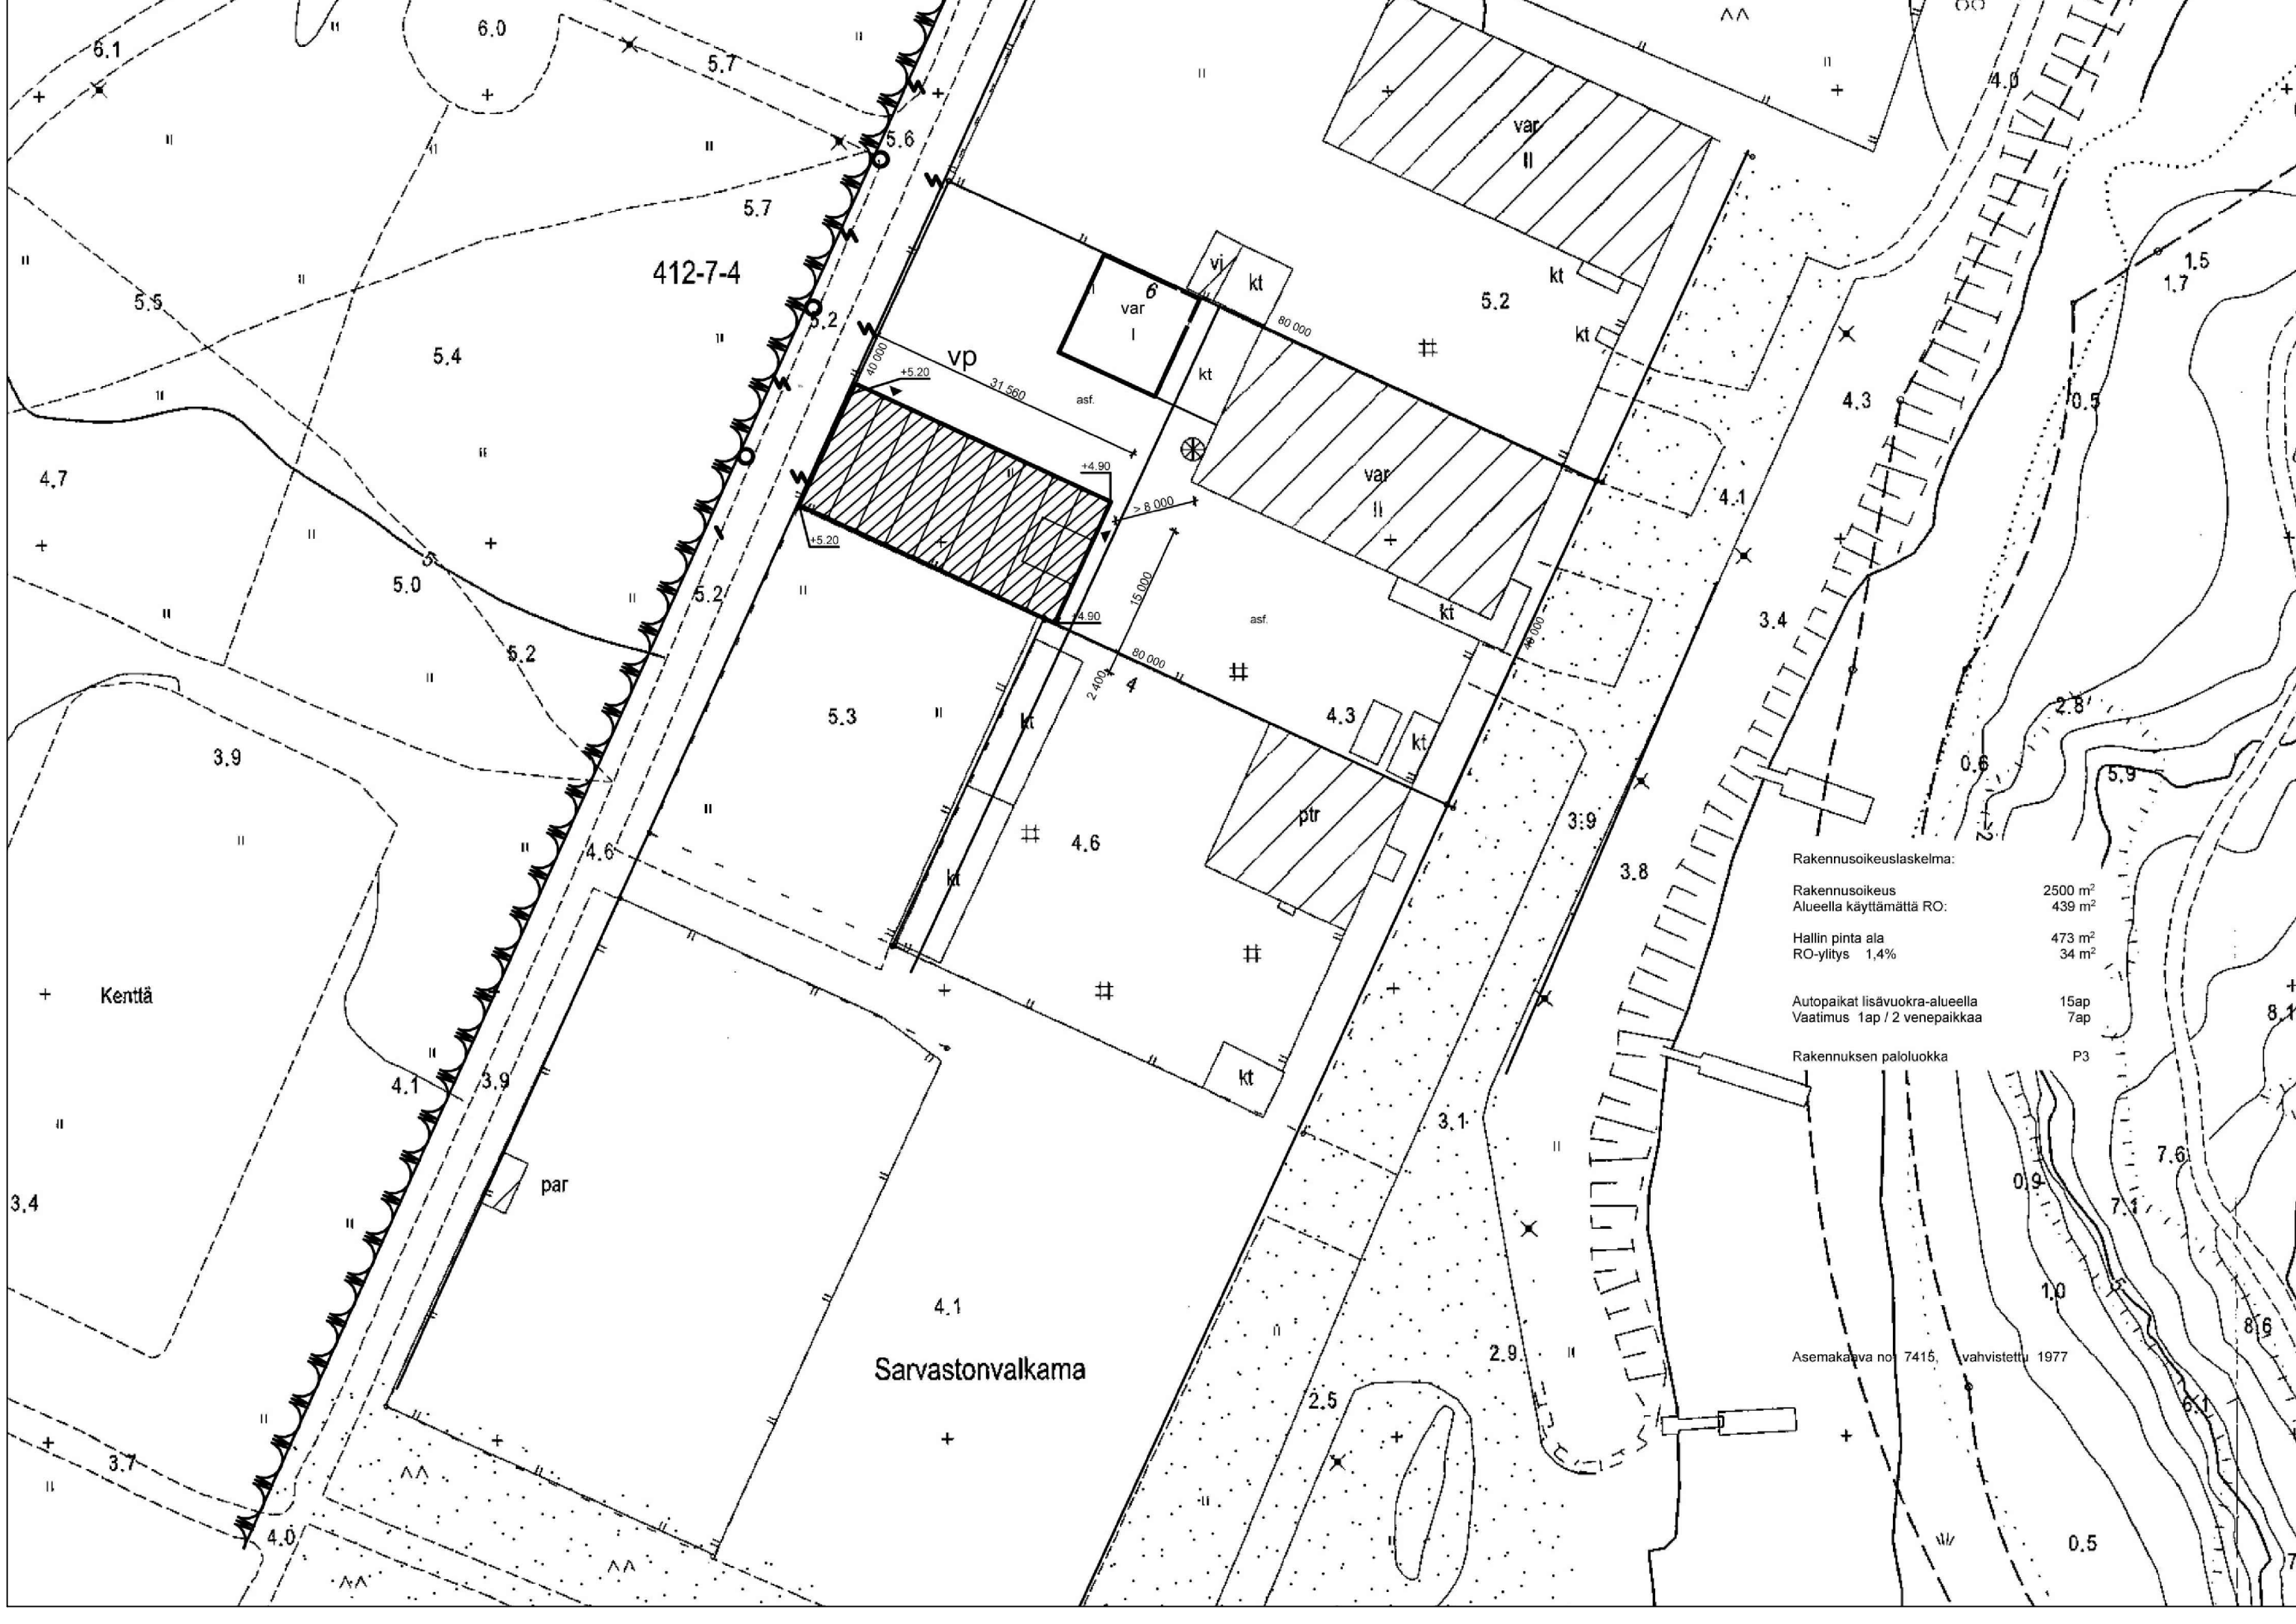 6.1
6.0
5.7
5.6
4.0
var
II
5.7
412-7-4
5.5
5.4
5.2
vj
kt
6
var
I
80 000
5.2
kt
kt
1.5
1.7
vp
40 000
+5.20
31 560
asf.
kt
4.3
0.5
4.7
+4.90
var
II
4.1
> 8 000
+5.20
5
5.0
5.2
15 000
+4.90
asf.
kt
40 000
3.4
5.2
80 000
2 400
4
5.3
kt
4.3
kt
2.8
3.9
0.6
5.9
ptr
3.9
2
4.6
4.6
kt
3.8
Rakennusoikeuslaskelma:
Rakennusoikeus 2500 m²
Alueella käyttämättä RO: 439 m²
Hallin pinta ala 473 m²
RO-ylitys 1,4% 34 m²
Autopaikat lisävuokra-alueella 15ap
Vaatimus 1ap / 2 venepaikkaa 7ap
Rakennuksen paloluokka P3
Kenttä
8.1
4.1
3.9
kt
3.1
7.6
par
3.4
0.9
7.1
4.1
1.0
8.6
Sarvastonvalkama
2.9
Asemakaava no 7415, vahvistettu 1977
2.5
6.1
3.7
4.0
0.5